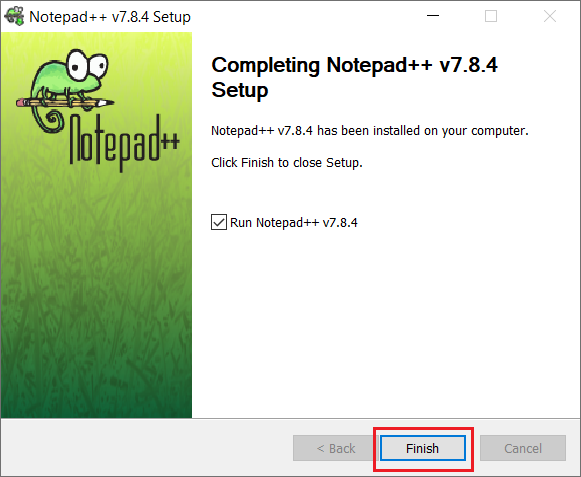 Notepad++ v7.8.4 Setup
Notepad++
Completing Notepad++ v7.8.4
Setup
Notepad++ v7.8.4 has been installed on your computer.
Click Finish to close Setup.
Run Notepad++ v7.8.4
< Back
Finish
Cancel